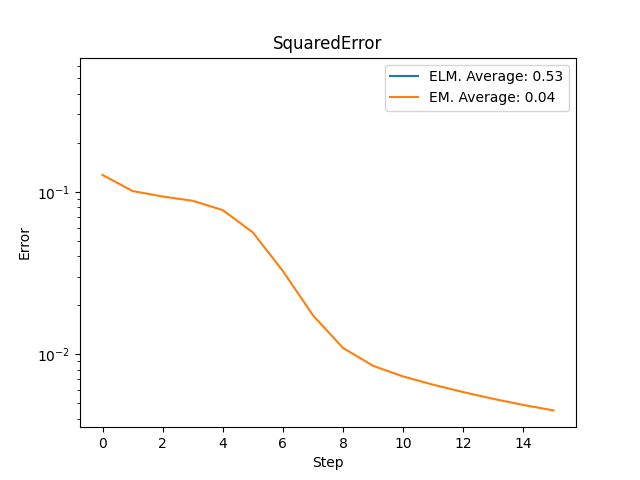 SquaredError
ELM. Average: 0.53
EM. Average: 0.04
10⁻¹
10⁻²
Error
0 2 4 6 8 10 12 14
Step